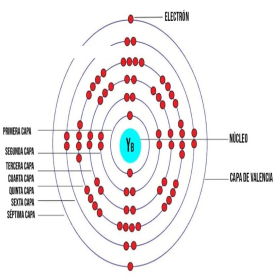 ELECTRÓN
PRIMERA CAPA
SEGUNDA CAPA
TERCERA CAPA
CUARTA CAPA
QUINTA CAPA
SEXTA CAPA
SÉPTIMA CAPA
YB
NÚCLEO
CAPA DE VALENCIA